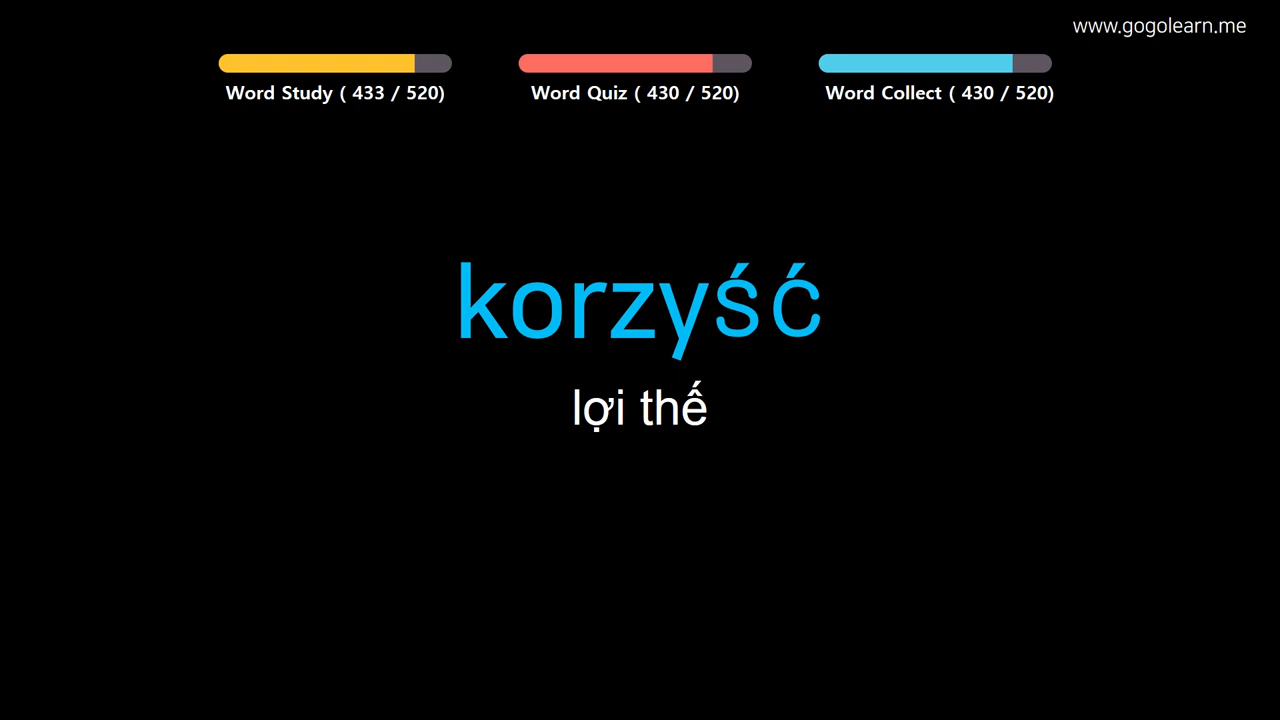 www.gogolearn.me
Word Study ( 433 / 520)
Word Quiz ( 430 / 520)
Word Collect ( 430 / 520)
korzyść
lợi thế